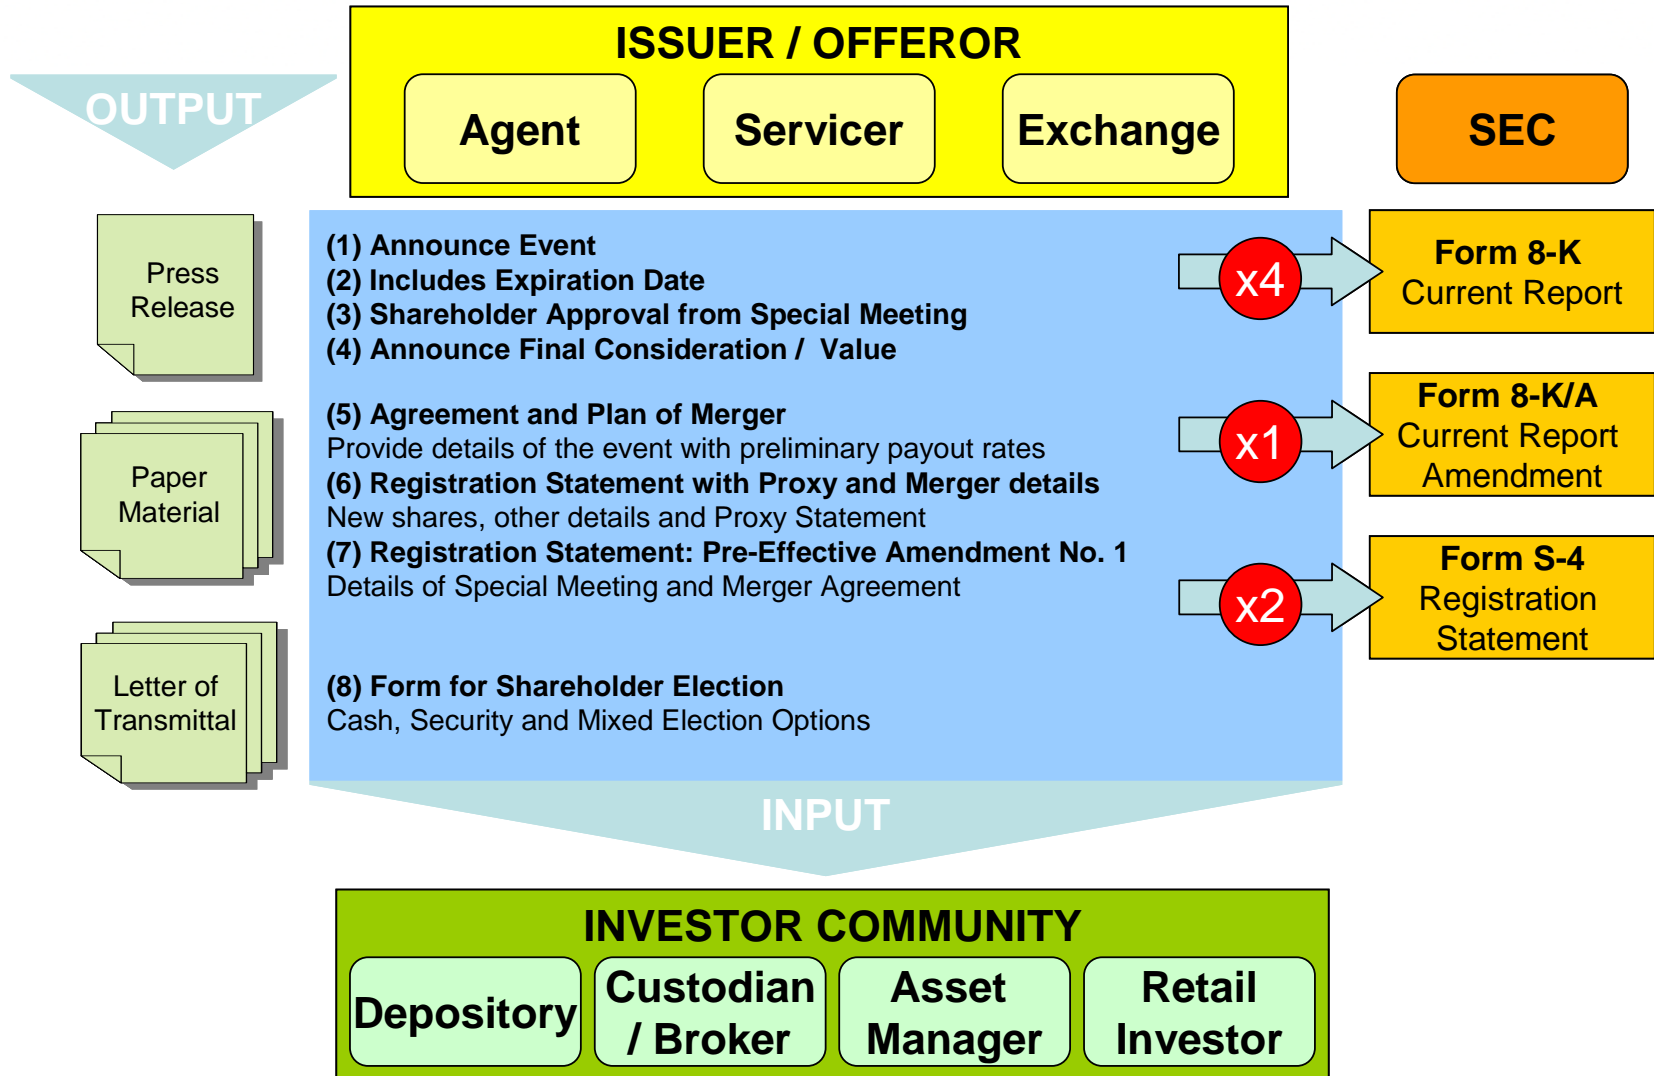 ISSUER / OFFEROR
OUTPUT
Agent
Servicer
Exchange
SEC
Press
Release
(1) Announce Event
(2) Includes Expiration Date
(3) Shareholder Approval from Special Meeting
(4) Announce Final Consideration / Value
x4
Form 8-K
Current Report
Paper
Material
(5) Agreement and Plan of Merger
Provide details of the event with preliminary payout rates
(6) Registration Statement with Proxy and Merger details
New shares, other details and Proxy Statement
(7) Registration Statement: Pre-Effective Amendment No. 1
Details of Special Meeting and Merger Agreement
x1
Form 8-K/A
Current Report
Amendment
x2
Form S-4
Registration
Statement
Letter of
Transmittal
(8) Form for Shareholder Election
Cash, Security and Mixed Election Options
INPUT
INVESTOR COMMUNITY
Depository
Custodian
/ Broker
Asset
Manager
Retail
Investor